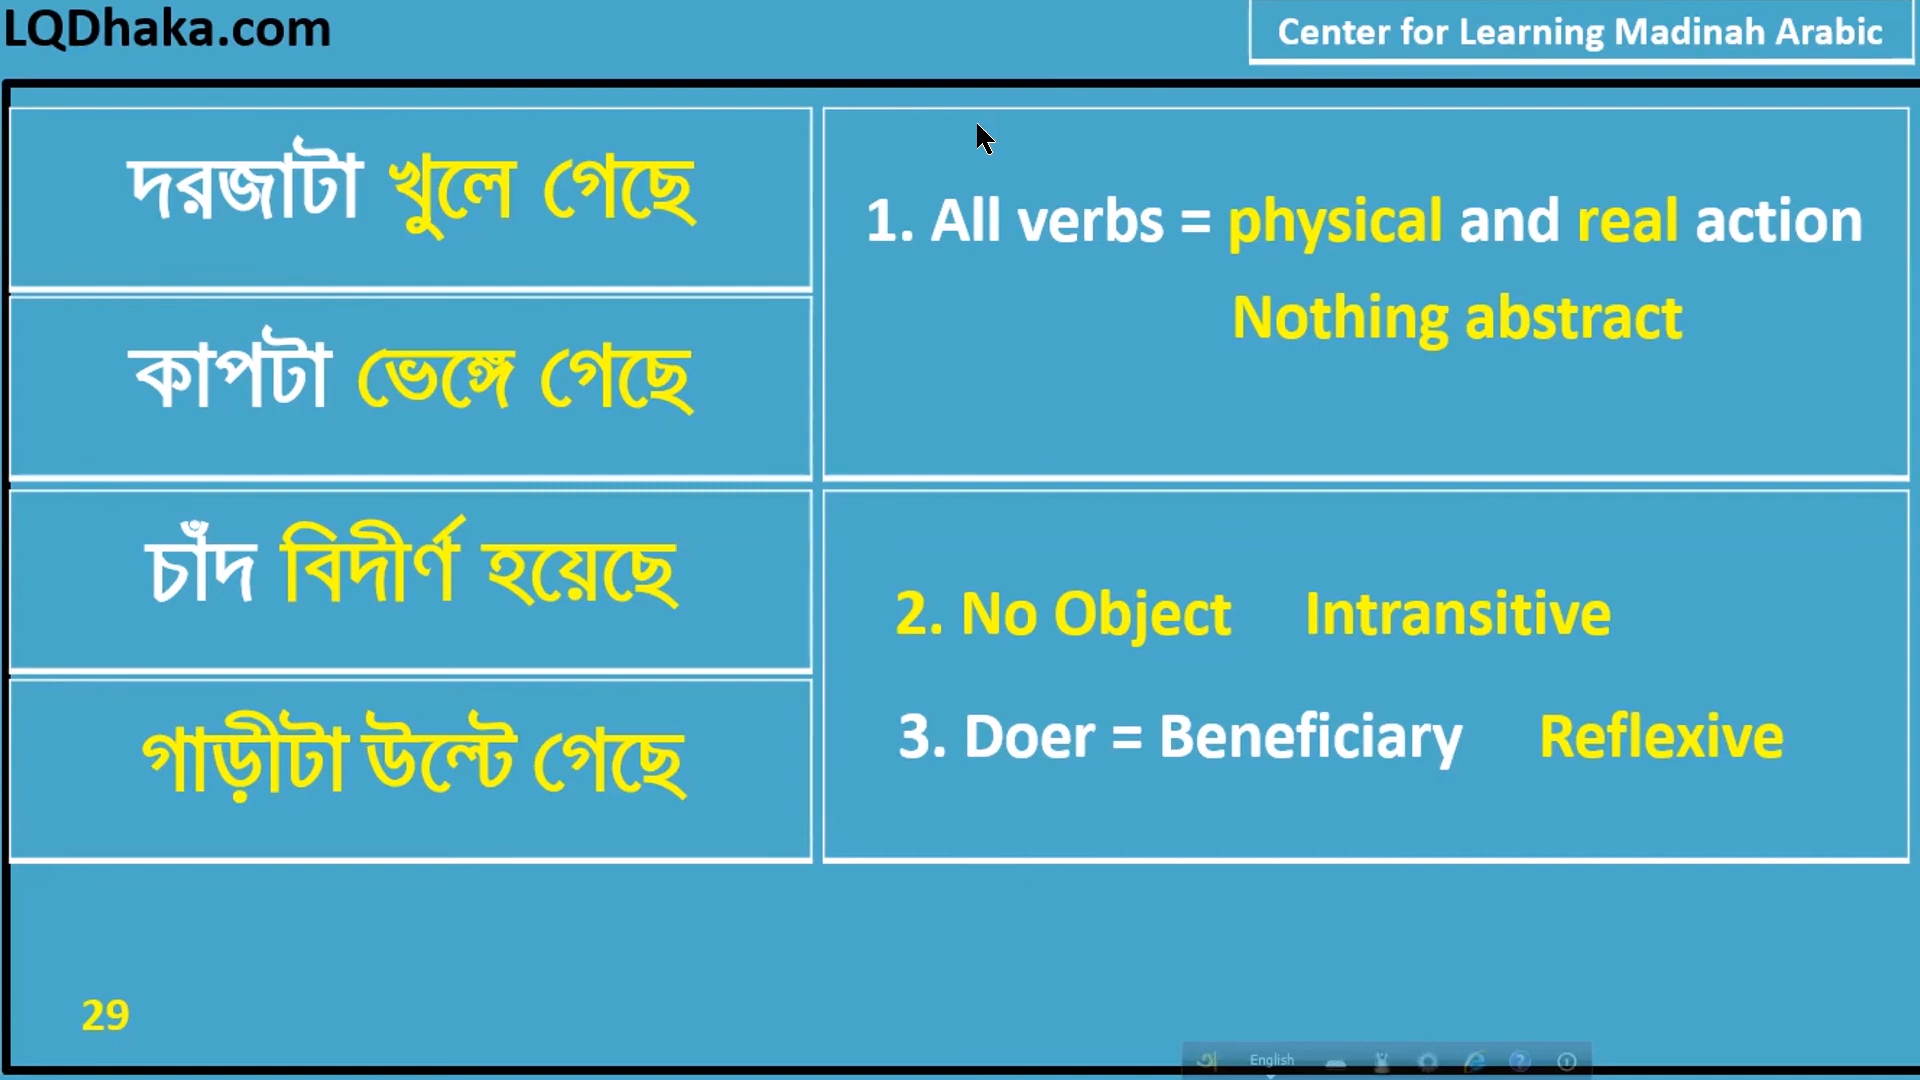 LQDhaka.com
Center for Learning Madinah Arabic
দরজাটা খুলে গেছে
কাপটা ভেঙ্গে গেছে
চাঁদ বিদীর্ণ হয়েছে
গাড়ীটা উল্টে গেছে
1. All verbs = physical and real action
Nothing abstract
2. No Object Intransitive
3. Doer = Beneficiary Reflexive
29
English